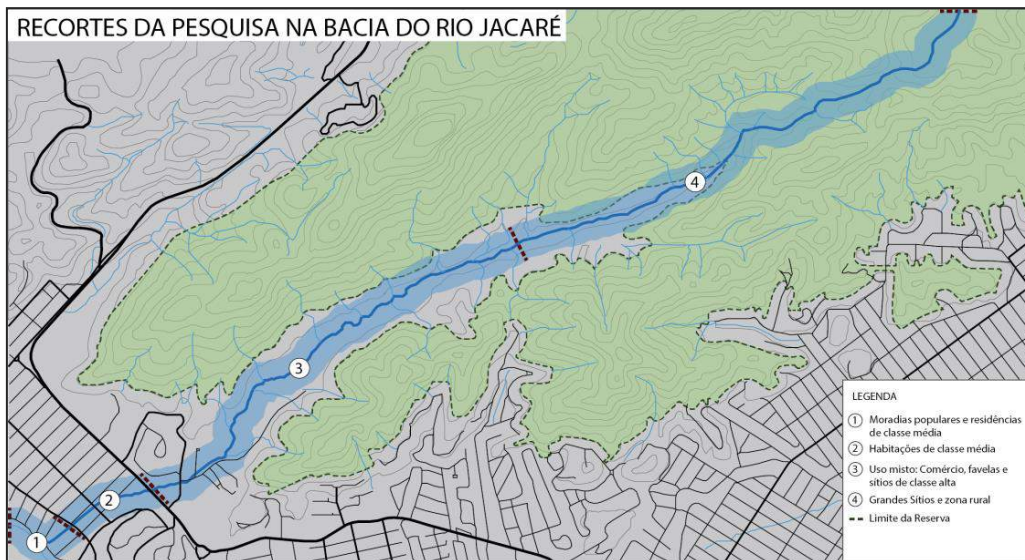 RECORTES DA PESQUISA NA BACIA DO RIO JACARÉ
4
3
2
1
LEGENDA
1 Moradias populares e residências
de classe média
2 Habitações de classe média
3 Uso misto: Comércio, favelas e
sítios de classe alta
4 Grandes Sítios e zona rural
Limite da Reserva